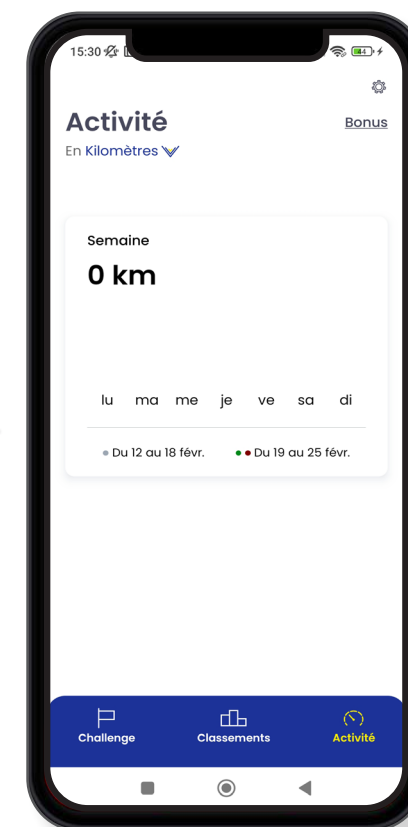 15:30
44
Activité
Bonus
En Kilomètres
Semaine
0 km
lu ma me je ve sa di
Du 12 au 18 févr. Du 19 au 25 févr.
Challenge Classements Activité